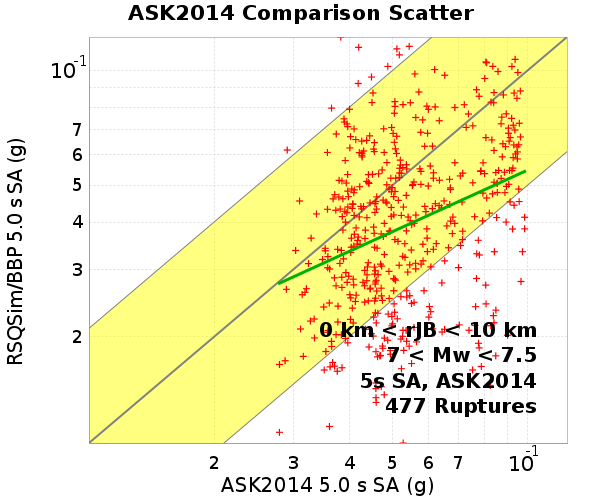 ASK2014 Comparison Scatter
RSQSim/BBP 5.0 s SA (g)
10-1
7
6
5
4
3
2
0 km < rJB < 10 km
7 < Mw < 7.5
5s SA, ASK2014
477 Ruptures
2 3 4 5 6 7 10-1
ASK2014 5.0 s SA (g)